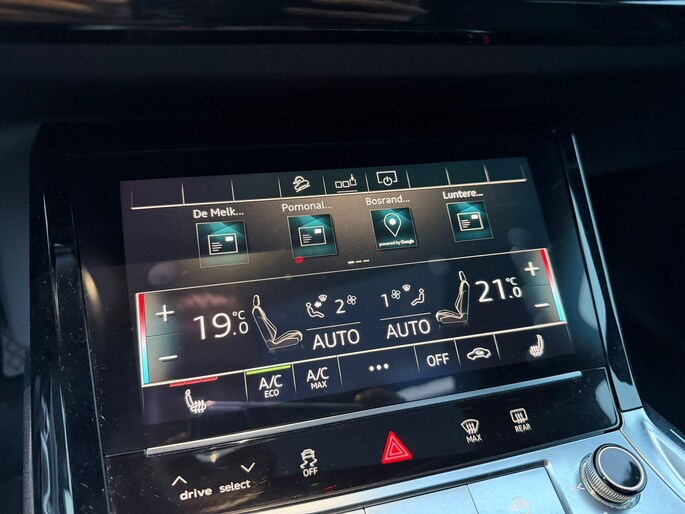 De Melk... Pomonal... Bosrand... Luntere...
powered by Google
+ 19.0 °C 2 1 21.0 °C +
AUTO AUTO
− −
A/C ECO A/C MAX ••• OFF
OFF MAX REAR
drive select